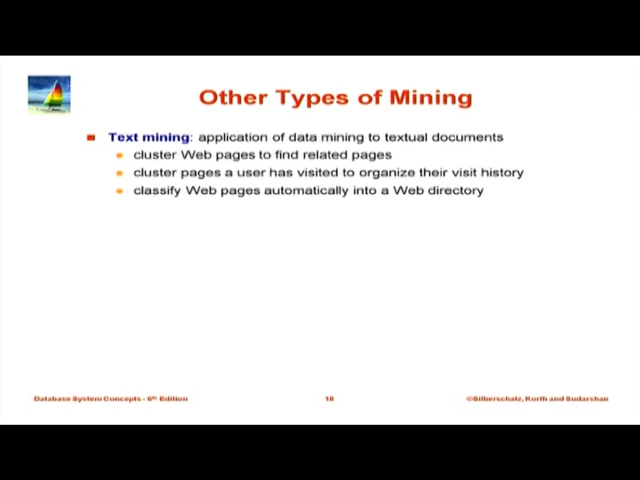 Other Types of Mining
Text mining: application of data mining to textual documents
cluster Web pages to find related pages
cluster pages a user has visited to organize their visit history
classify Web pages automatically into a Web directory
Database System Concepts - 6th Edition
18
©Silberschatz, Korth and Sudarshan